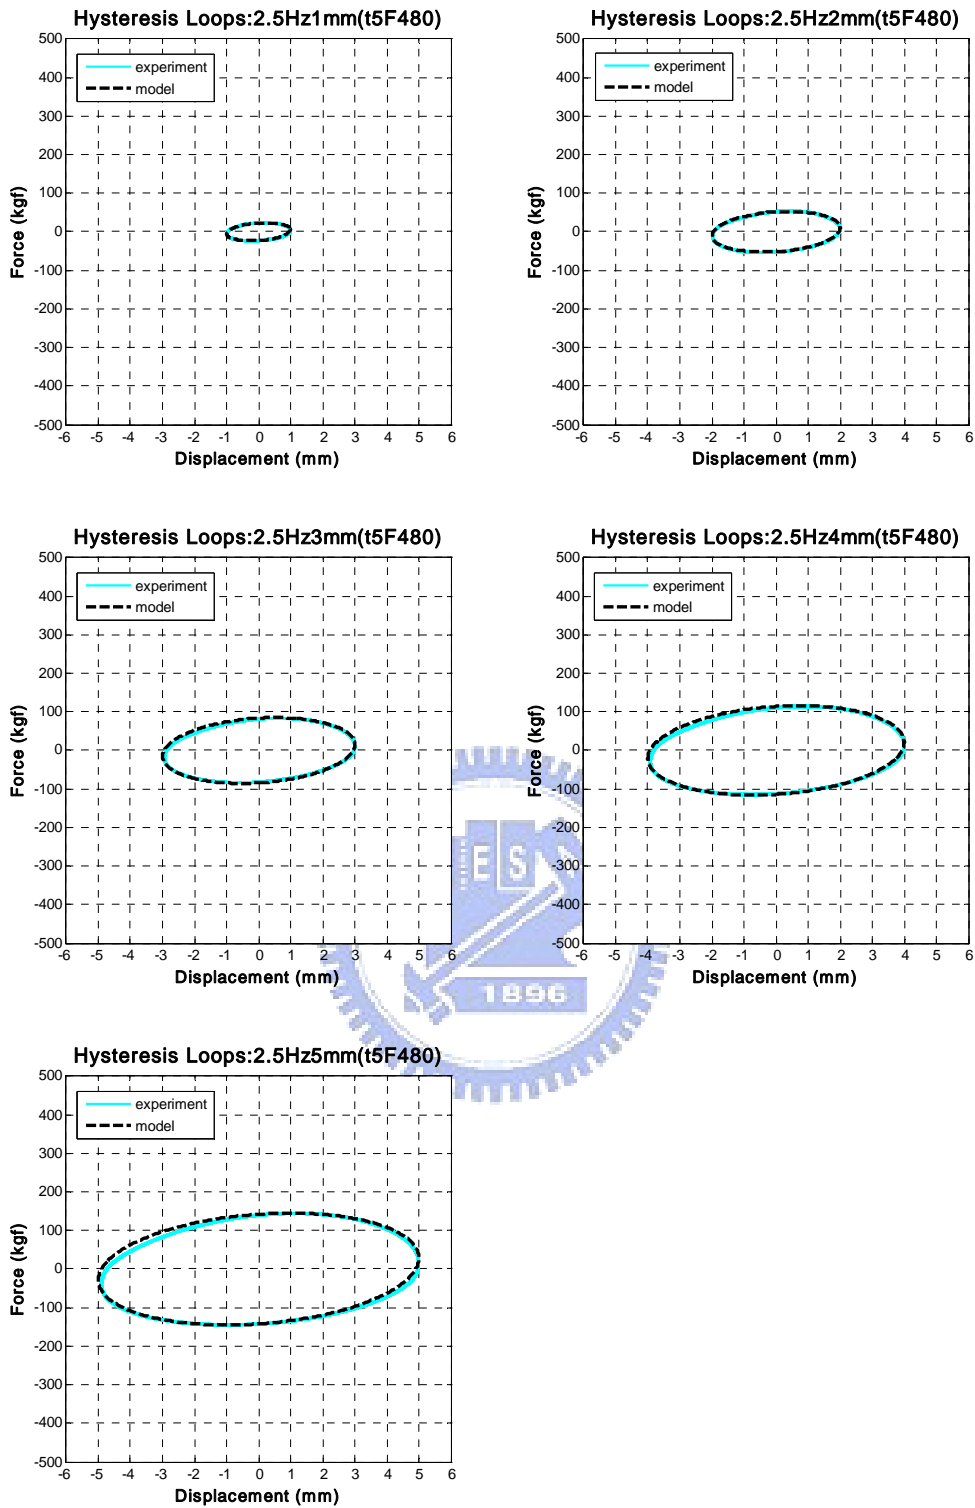 Hysteresis Loops:2.5Hz1mm(t5F480)
500
400
300
200
100
0
-100
-200
-300
-400
-500
Force (kgf)
experiment
model
-6 -5 -4 -3 -2 -1 0 1 2 3 4 5 6
Displacement (mm)
Hysteresis Loops:2.5Hz2mm(t5F480)
500
400
300
200
100
0
-100
-200
-300
-400
-500
Force (kgf)
experiment
model
-6 -5 -4 -3 -2 -1 0 1 2 3 4 5 6
Displacement (mm)
Hysteresis Loops:2.5Hz3mm(t5F480)
500
400
300
200
100
0
-100
-200
-300
-400
-500
Force (kgf)
experiment
model
-6 -5 -4 -3 -2 -1 0 1 2 3 4 5 6
Displacement (mm)
Hysteresis Loops:2.5Hz4mm(t5F480)
500
400
300
200
100
0
-100
-200
-300
-400
-500
Force (kgf)
experiment
model
-6 -5 -4 -3 -2 -1 0 1 2 3 4 5 6
Displacement (mm)
ES
1896
Hysteresis Loops:2.5Hz5mm(t5F480)
500
400
300
200
100
0
-100
-200
-300
-400
-500
Force (kgf)
experiment
model
-6 -5 -4 -3 -2 -1 0 1 2 3 4 5 6
Displacement (mm)